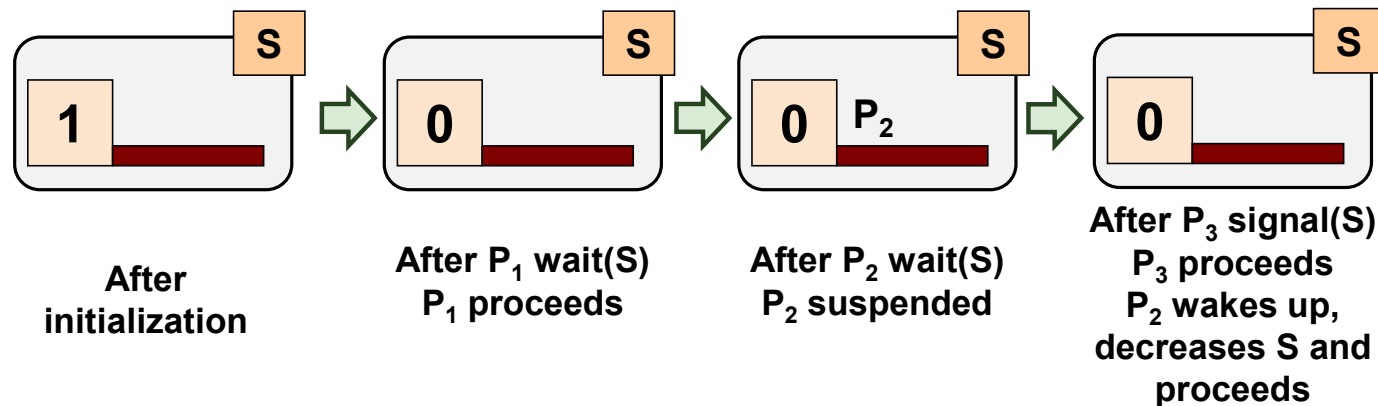 S
1
After
initialization
S
0
After P₁ wait(S)
P₁ proceeds
S
0 P₂
After P₂ wait(S)
P₂ suspended
S
0
After P₃ signal(S)
P₃ proceeds
P₂ wakes up,
decreases S and
proceeds